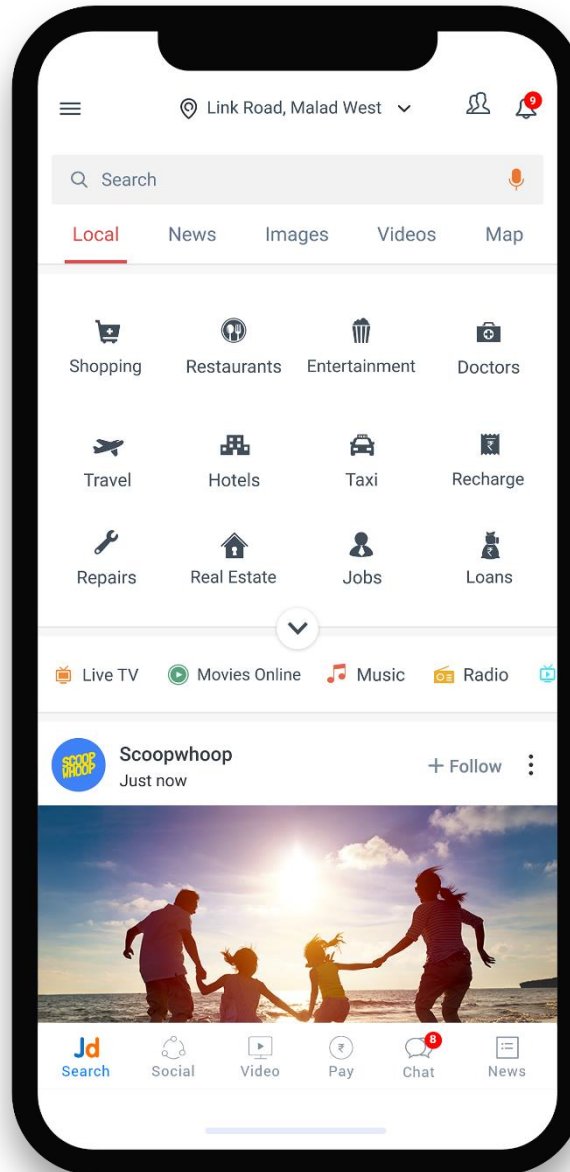 Link Road, Malad West
9
Search
Local News Images Videos Map
Shopping Restaurants Entertainment Doctors
Travel Hotels Taxi Recharge
Repairs Real Estate Jobs Loans
Live TV Movies Online Music Radio
SCOOP
WHOOP
Scoopwhoop
Just now
+ Follow
Jd
8
Search Social Video Pay Chat News